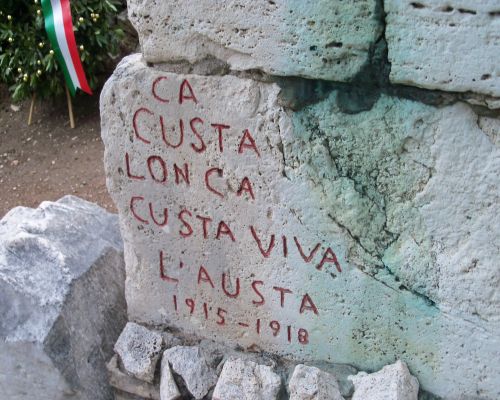 CA
CUSTA
LON CA
CUSTA VIVA
L'AUSTA
1915-1918